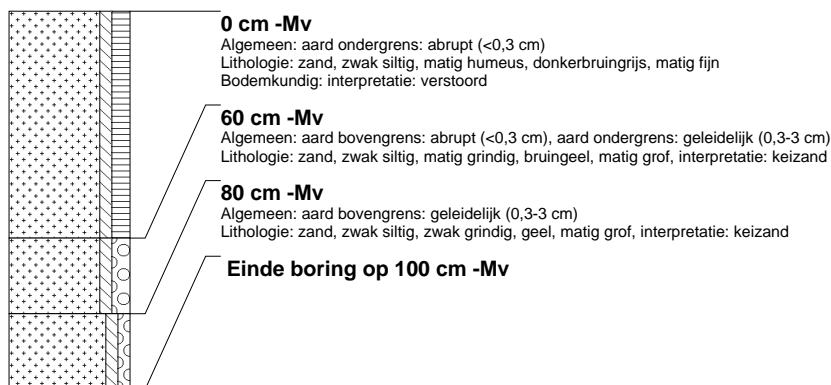 0 cm -Mv
Algemeen: aard ondergrens: abrupt (<0,3 cm)
Lithologie: zand, zwak siltig, matig humeus, donkerbruingrijs, matig fijn
Bodemkundig: interpretatie: verstoord
60 cm -Mv
Algemeen: aard bovengrens: abrupt (<0,3 cm), aard ondergrens: geleidelijk (0,3-3 cm)
Lithologie: zand, zwak siltig, matig grindig, bruingeel, matig grof, interpretatie: keizand
80 cm -Mv
Algemeen: aard bovengrens: geleidelijk (0,3-3 cm)
Lithologie: zand, zwak siltig, zwak grindig, geel, matig grof, interpretatie: keizand
Einde boring op 100 cm -Mv